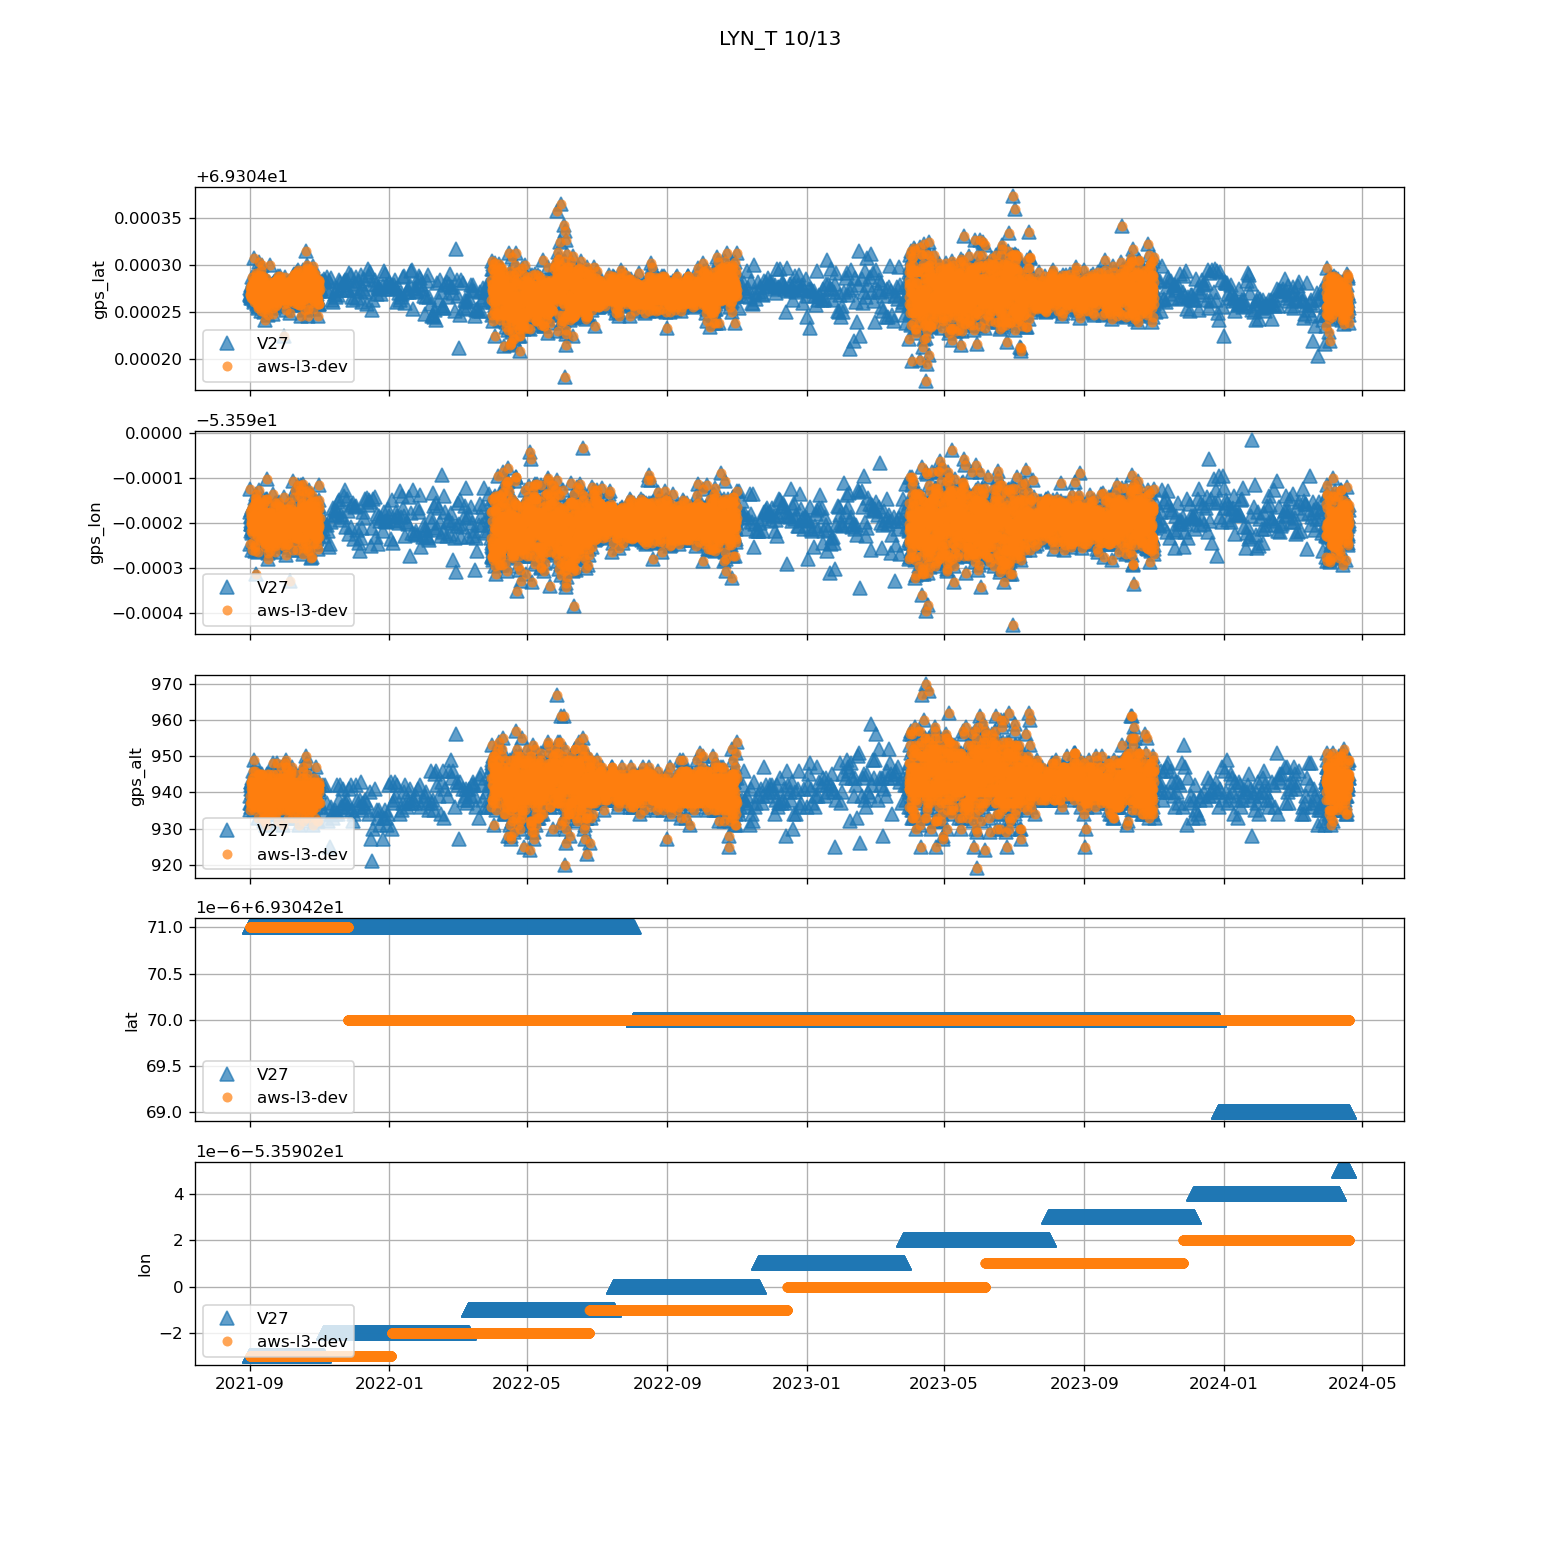 LYN_T 10/13
+6.9304e1
0.00035
0.00030
0.00025
0.00020
gps_lat
V27
aws-l3-dev
−5.359e1
0.0000
−0.0001
−0.0002
−0.0003
−0.0004
gps_lon
V27
aws-l3-dev
970
960
950
940
930
920
gps_alt
V27
aws-l3-dev
1e−6+6.93042e1
71.0
70.5
70.0
69.5
69.0
lat
V27
aws-l3-dev
1e−6−5.35902e1
4
2
0
−2
lon
V27
aws-l3-dev
2021-09 2022-01 2022-05 2022-09 2023-01 2023-05 2023-09 2024-01 2024-05